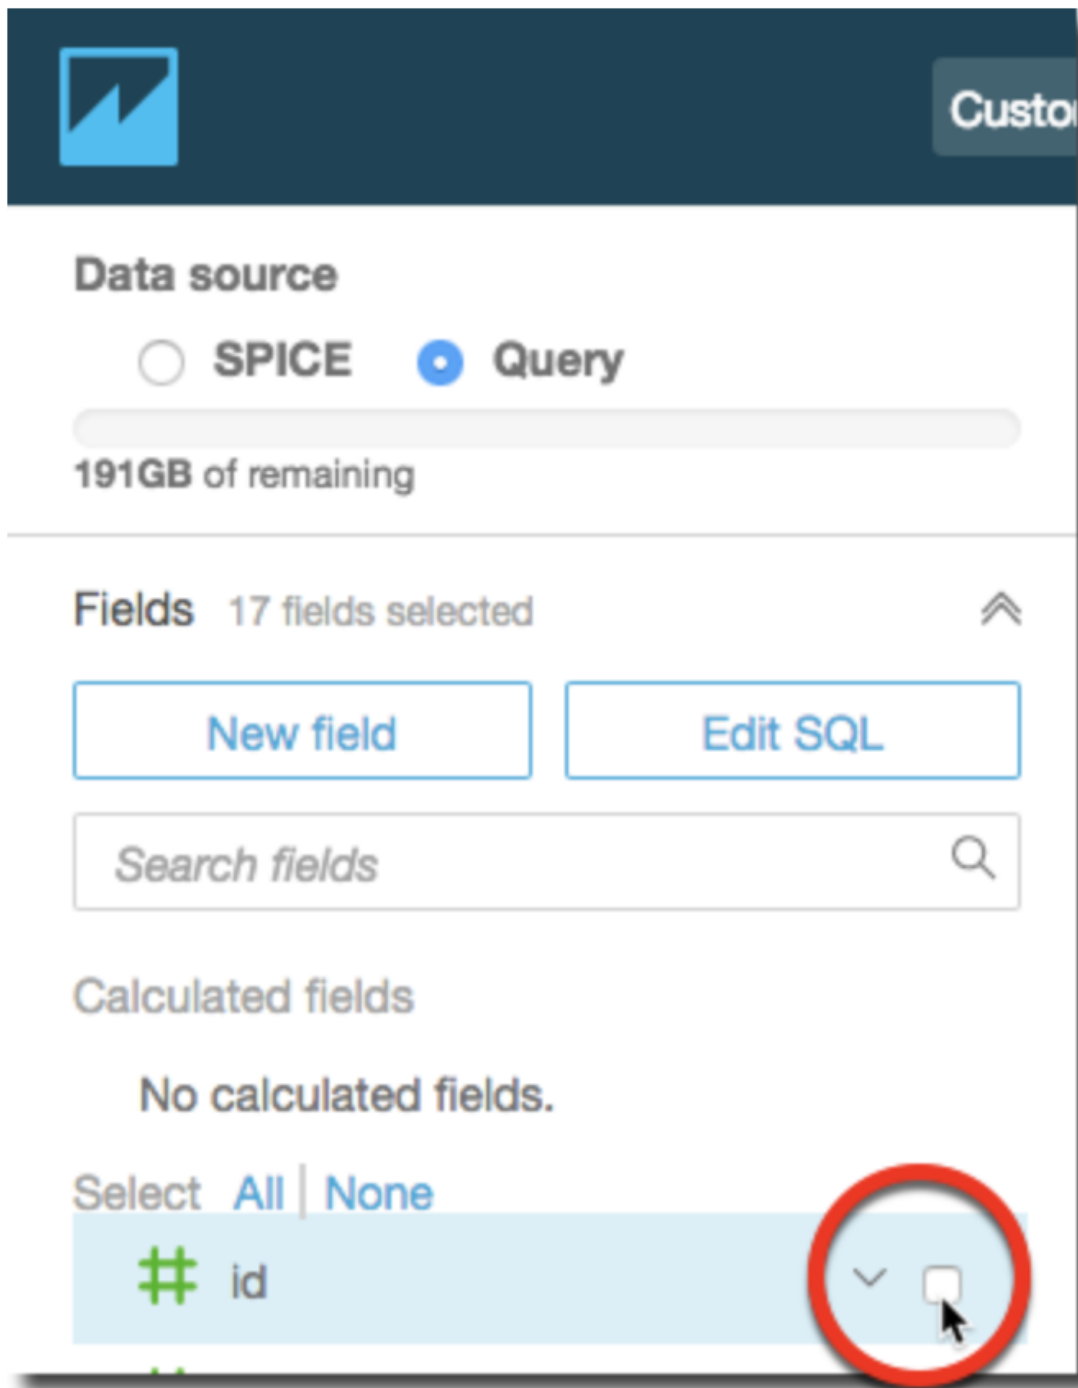 Data source
SPICE Query
191GB of remaining
Fields 17 fields selected
New field Edit SQL
Search fields
Calculated fields
No calculated fields.
Select All | None
# id